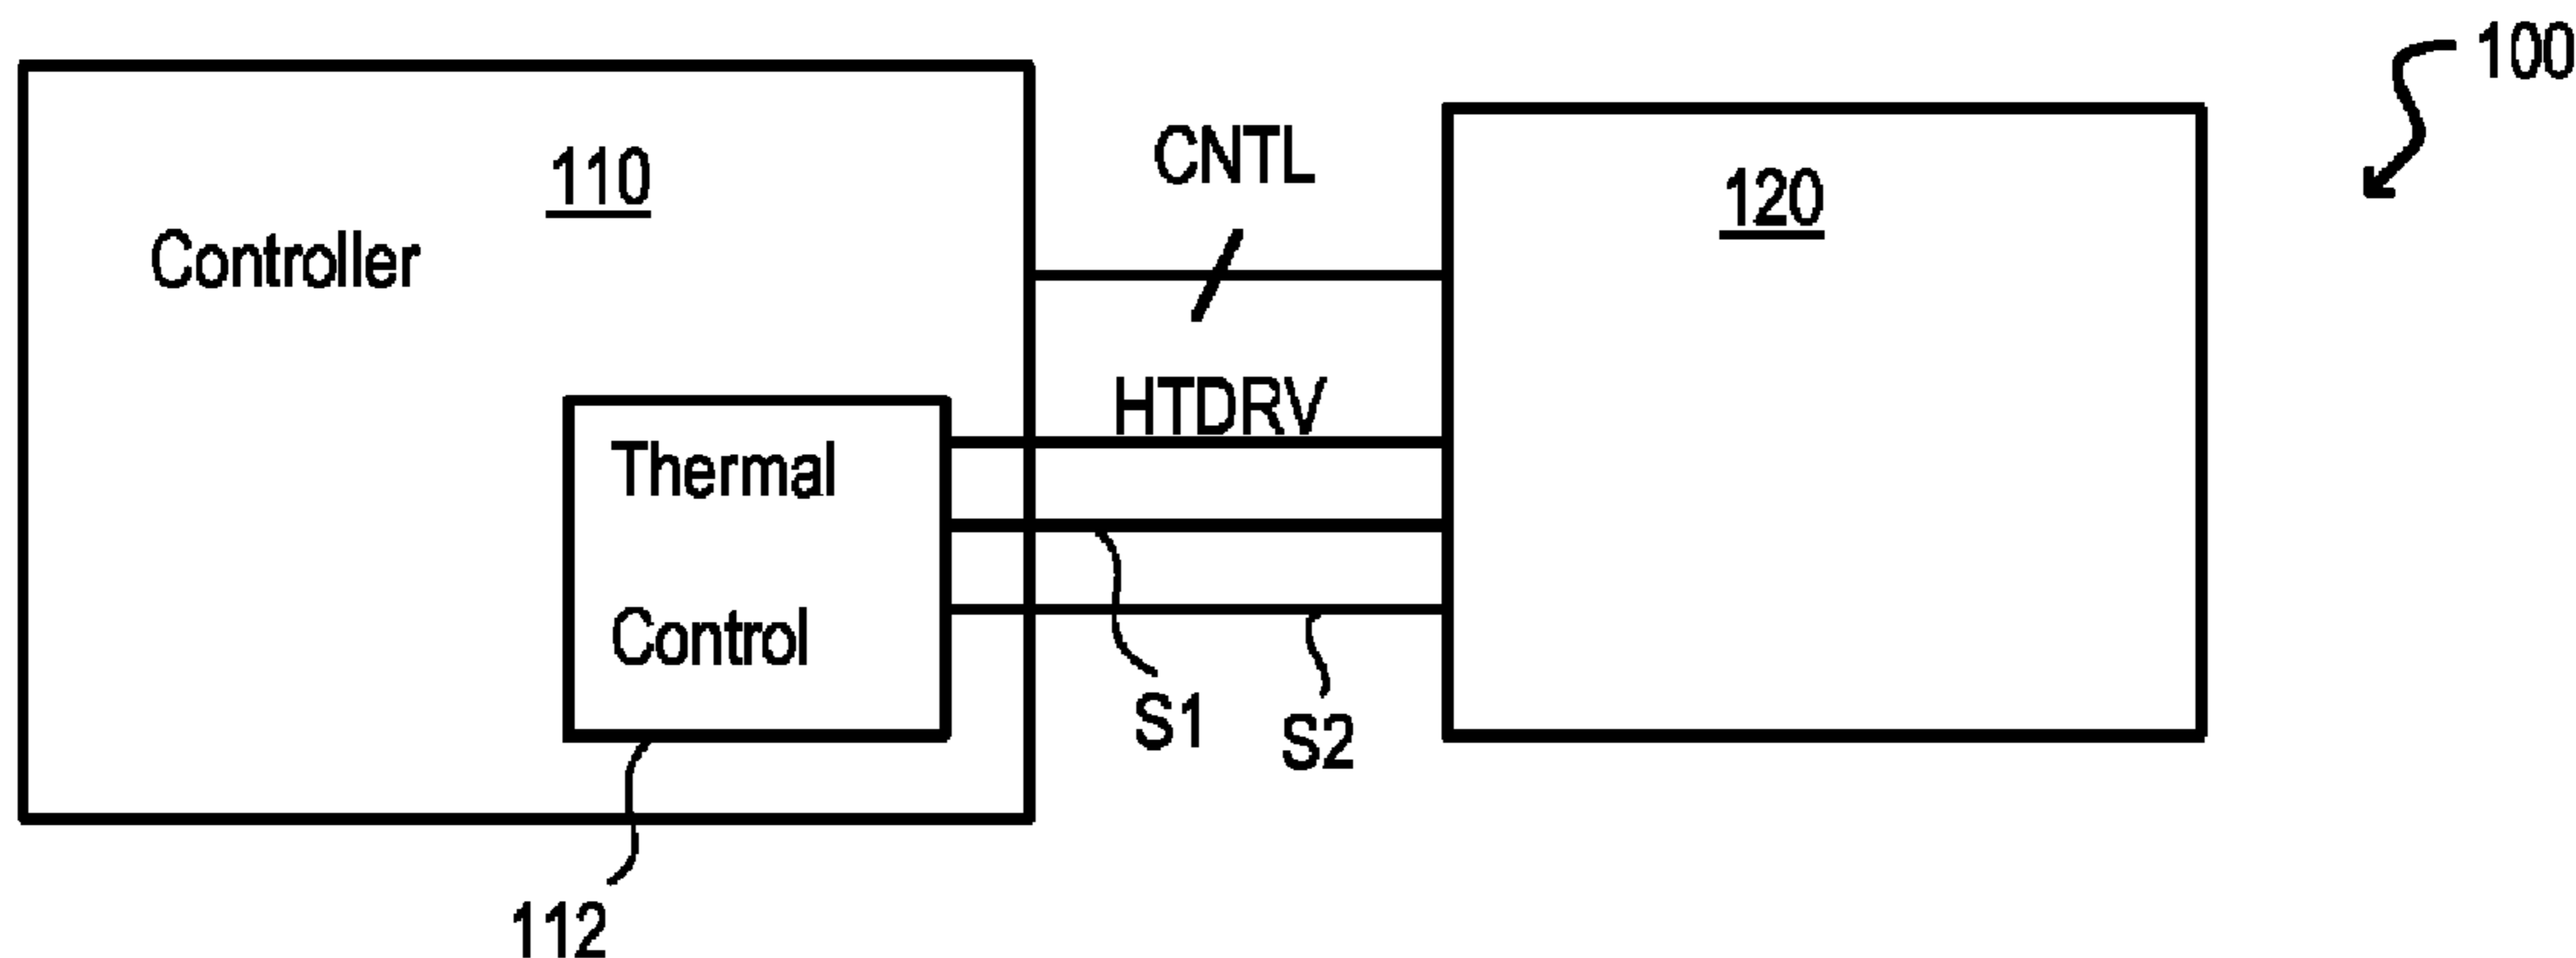 100
110
CNTL
120
Controller
HTDRV
Thermal
Control
S1
S2
112